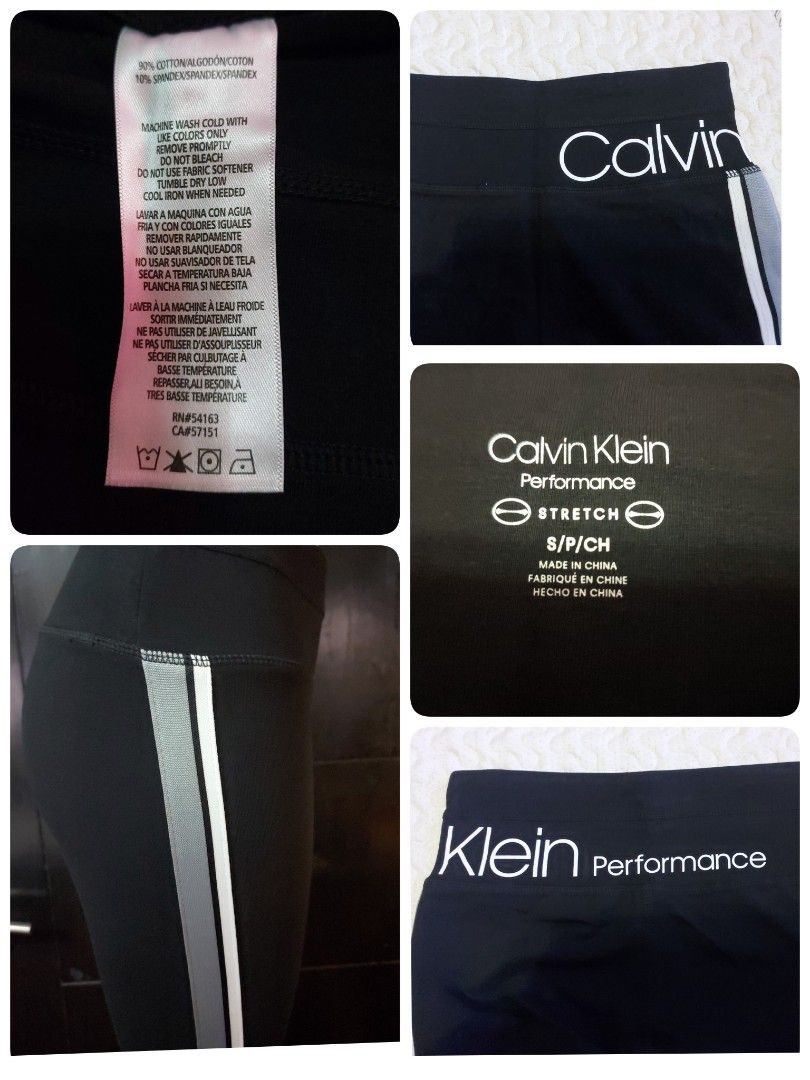 90% COTTON/ALGODÓN/COTON
10% SPANDEX/SPANDEX/SPANDEX
MACHINE WASH COLD WITH
LIKE COLORS ONLY
REMOVE PROMPTLY
DO NOT BLEACH
DO NOT USE FABRIC SOFTENER
TUMBLE DRY LOW
COOL IRON WHEN NEEDED
LAVAR A MAQUINA CON AGUA
FRIA Y CON COLORES IGUALES
REMOVER RAPIDAMENTE
NO USAR BLANQUEADOR
NO USAR SUAVISADOR DE TELA
SECAR A TEMPERATURA BAJA
PLANCHA FRIA SI NECESITA
LAVER À LA MACHINE À LEAU FROIDE
SORTIR IMMÉDIATEMENT
NE PAS UTILISER DE JAVELLISANT
NE PAS UTILISER D'ASSOUPLISSEUR
SÉCHER PAR CULBUTAGE À
BASSE TEMPÉRATURE
REPASSER,ALI BESOIN,À
TRES BASSE TEMPÉRATURE
RN#54163
CA#57151
Calvin
Calvin Klein
Performance
STRETCH
S/P/CH
MADE IN CHINA
FABRIQUÉ EN CHINE
HECHO EN CHINA
Klein Performance